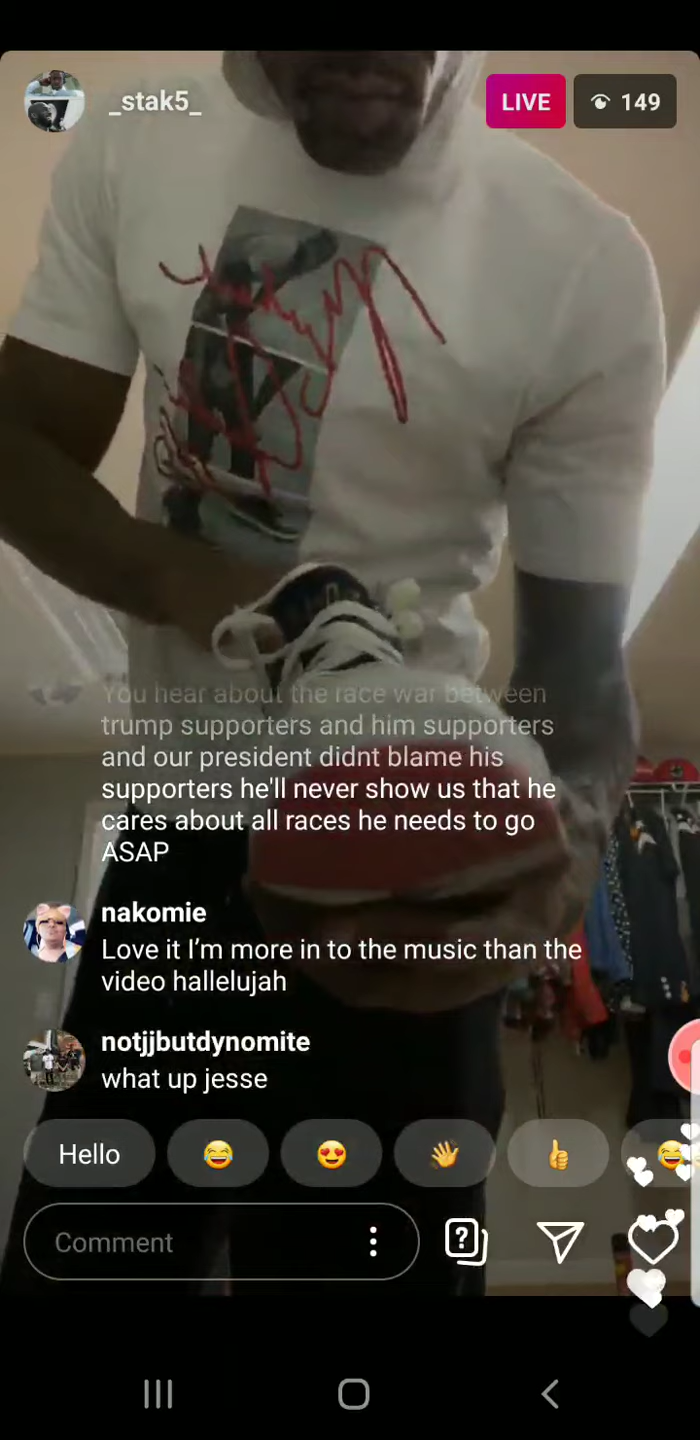 _stak5_
LIVE
149
You hear about the race war between
trump supporters and him supporters
and our president didnt blame his
supporters he'll never show us that he
cares about all races he needs to go
ASAP
nakomie
Love it I’m more in to the music than the
video hallelujah
notjjbutdynomite
what up jesse
Hello
Comment